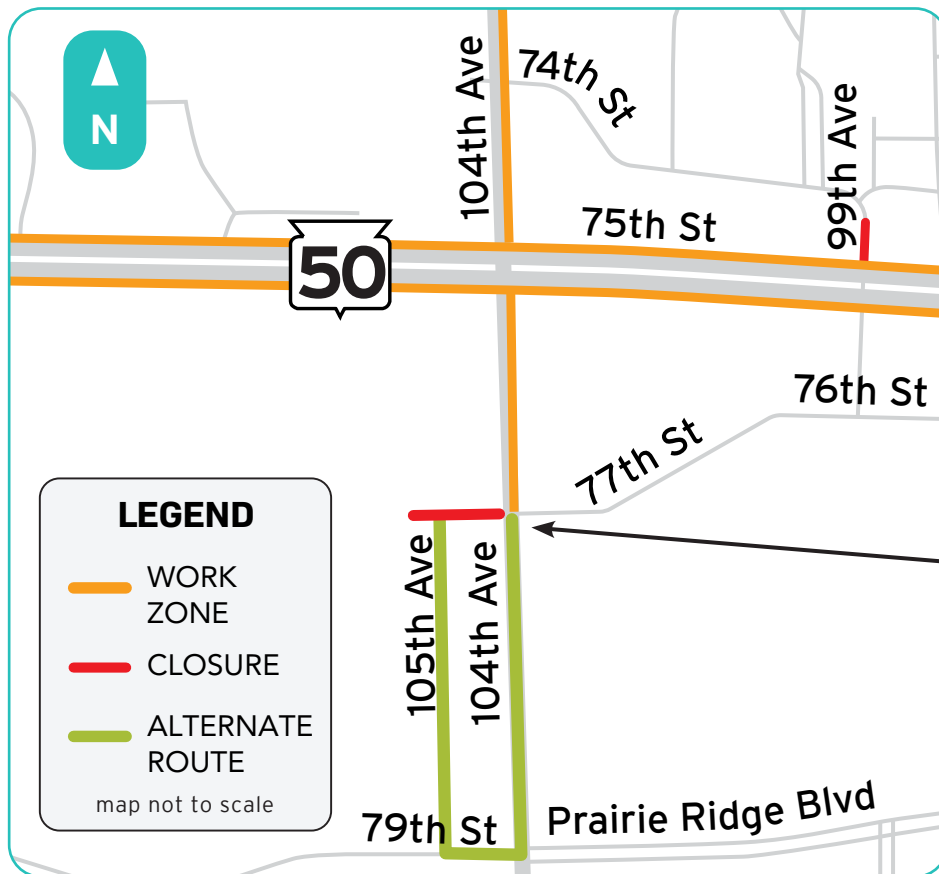 N
104th Ave
74th St
99th Ave
75th St
50
76th St
77th St
LEGEND
WORK
ZONE
CLOSURE
ALTERNATE
ROUTE
map not to scale
105th Ave
104th Ave
79th St
Prairie Ridge Blvd